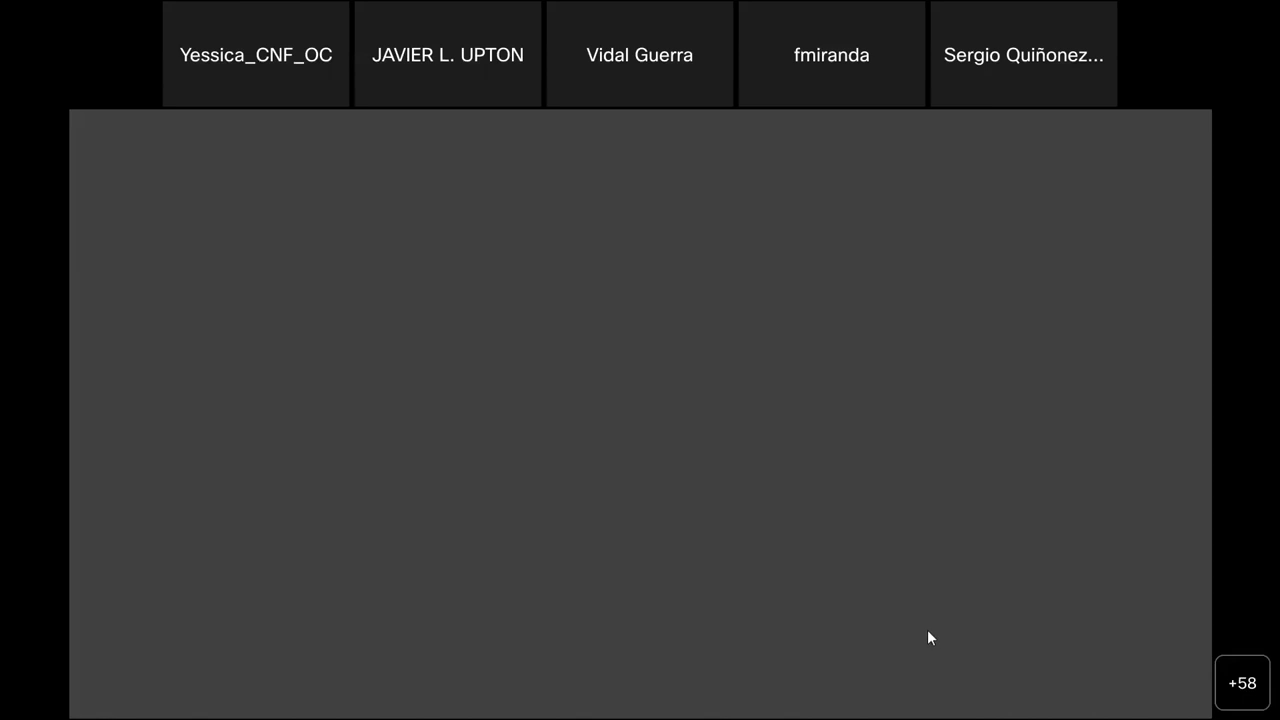 Yessica_CNF_OC
JAVIER L. UPTON
Vidal Guerra
fmiranda
Sergio Quiñonez...
+58